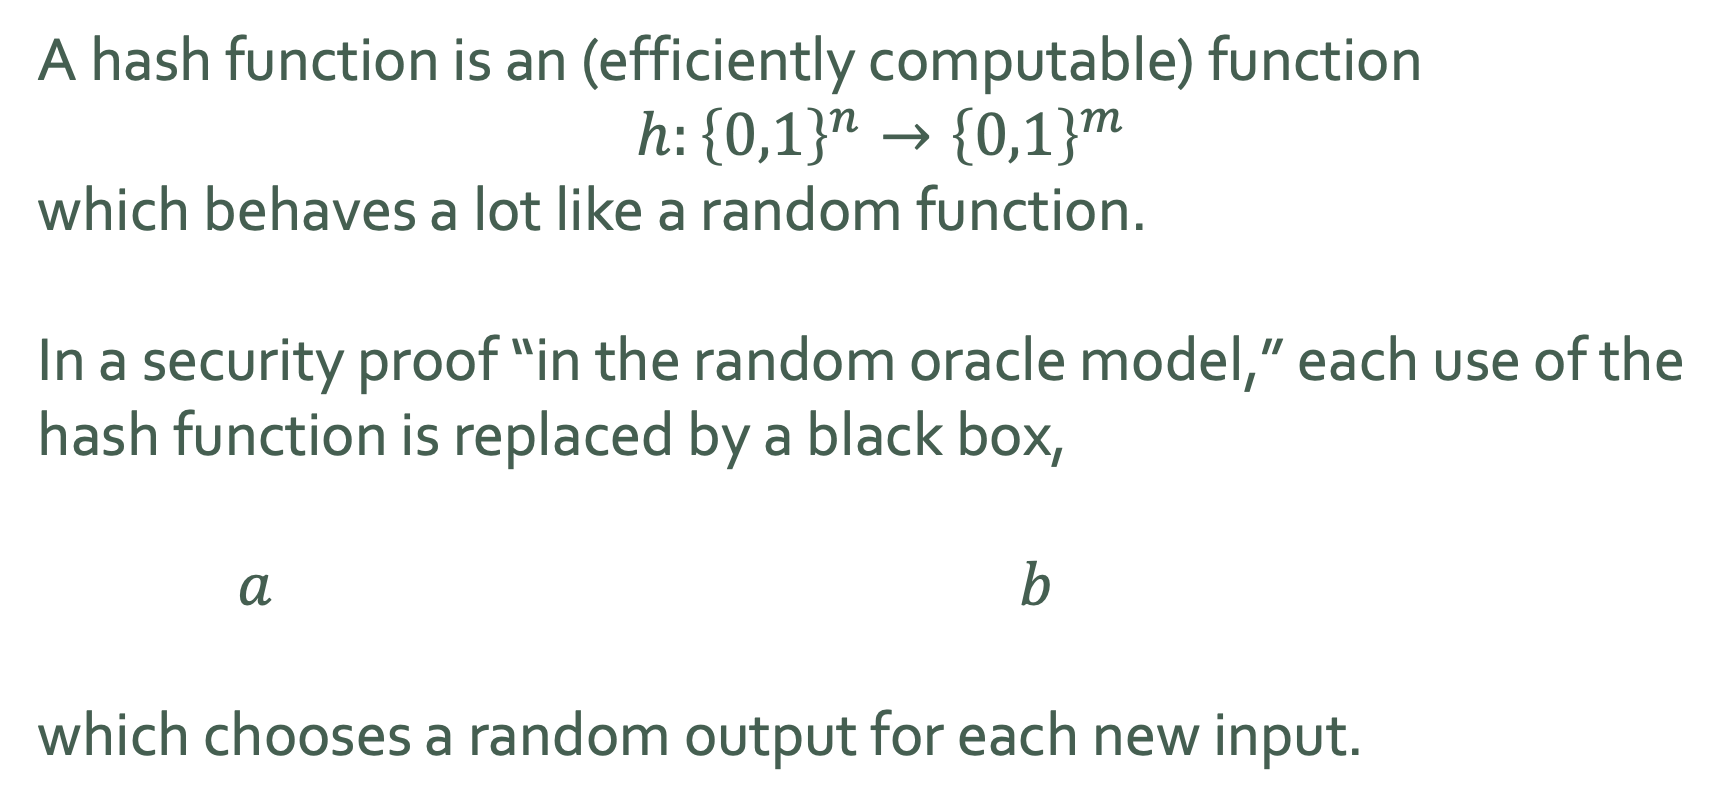 A hash function is an (efficiently computable) function
h: {0,1}ⁿ → {0,1}ᵐ
which behaves a lot like a random function.
In a security proof “in the random oracle model,” each use of the
hash function is replaced by a black box,
a b
which chooses a random output for each new input.